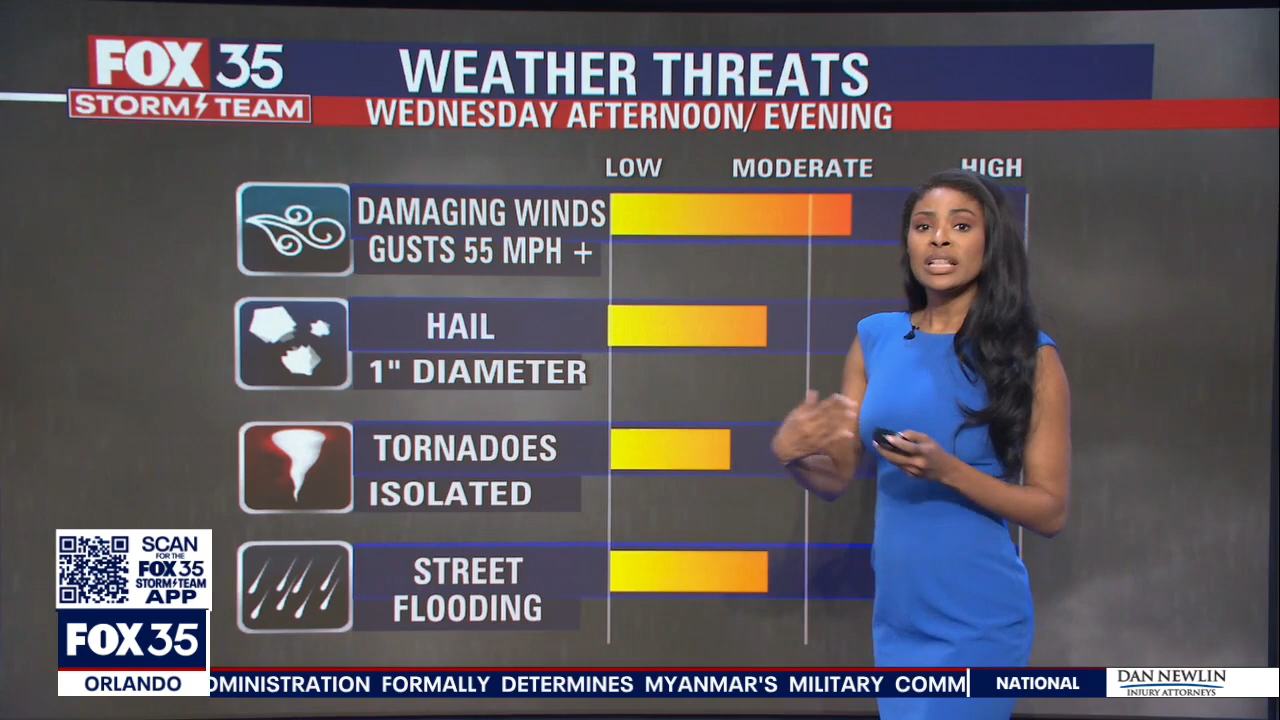 FOX 35
STORM TEAM
WEATHER THREATS
WEDNESDAY AFTERNOON/ EVENING
LOW MODERATE HIGH
DAMAGING WINDS
GUSTS 55 MPH +
HAIL
1" DIAMETER
TORNADOES
ISOLATED
STREET
FLOODING
SCAN
FOR THE
FOX 35
STORM TEAM
APP
FOX 35
ORLANDO
DMINISTRATION FORMALLY DETERMINES MYANMAR'S MILITARY COMM
NATIONAL
DAN NEWLIN
INJURY ATTORNEYS